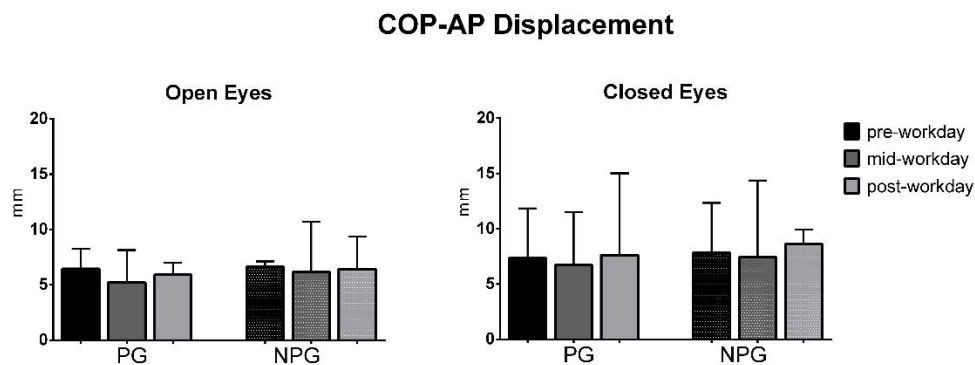 COP-AP Displacement
Open Eyes
20
15
10
5
0
mm
PG
NPG
Closed Eyes
20
15
10
5
0
mm
PG
NPG
pre-workday
mid-workday
post-workday